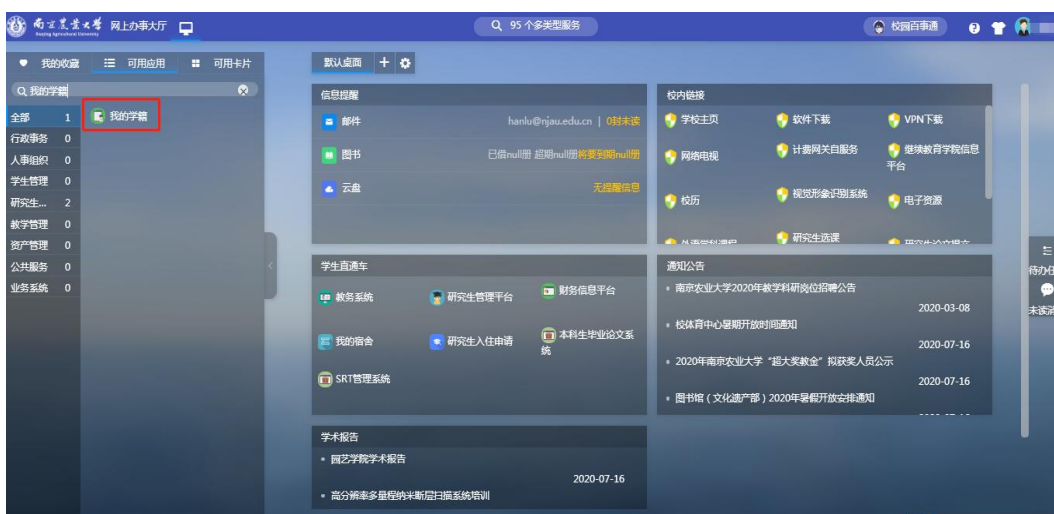 南京农业大学 网上办事大厅
Nanjing Agricultural University
95 个多类型服务
校园百事通
我的收藏 可用应用 可用卡片
我的学籍
全部 1
行政事务 0
人事组织 0
学生管理 0
研究生... 2
教学管理 0
资产管理 0
公共服务 0
业务系统 0
我的学籍
默认桌面
信息提醒
邮件 hanlu@njau.edu.cn | 0封未读
图书 已借null册 超期null册将要到期null册
云盘 无提醒信息
校内链接
学校主页 软件下载 VPN下载
网络电视 计费网关自服务 继续教育学院信息
平台
校历 视觉形象识别系统 电子资源
研究生选课
学生直通车
教务系统 研究生管理平台 财务信息平台
我的宿舍 研究生入住申请 本科生毕业论文系
统
SRT管理系统
通知公告
南京农业大学2020年教学科研岗位招聘公告
2020-03-08
校体育中心暑期开放时间通知
2020-07-16
2020年南京农业大学“超大奖教金”拟获奖人员公示
2020-07-16
图书馆（文化遗产部）2020年暑假开放安排通知
学术报告
园艺学院学术报告
2020-07-16
高分辨率多量程纳米断层扫描系统培训
待办任
未读消